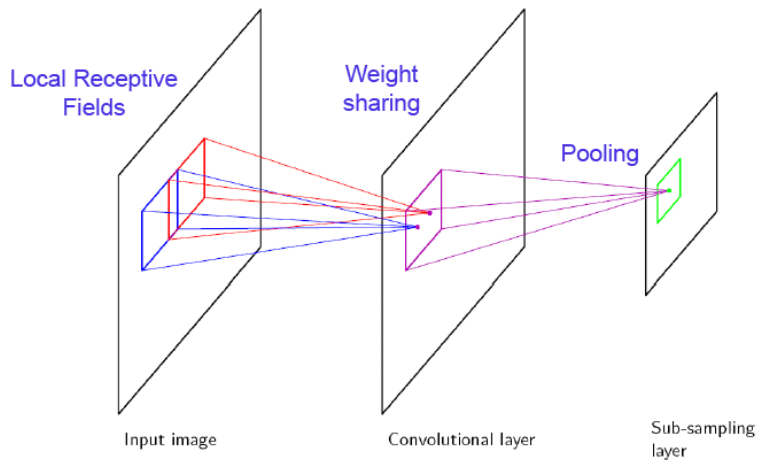 Local Receptive
Fields
Weight
sharing
Pooling
Input image
Convolutional layer
Sub-sampling
layer